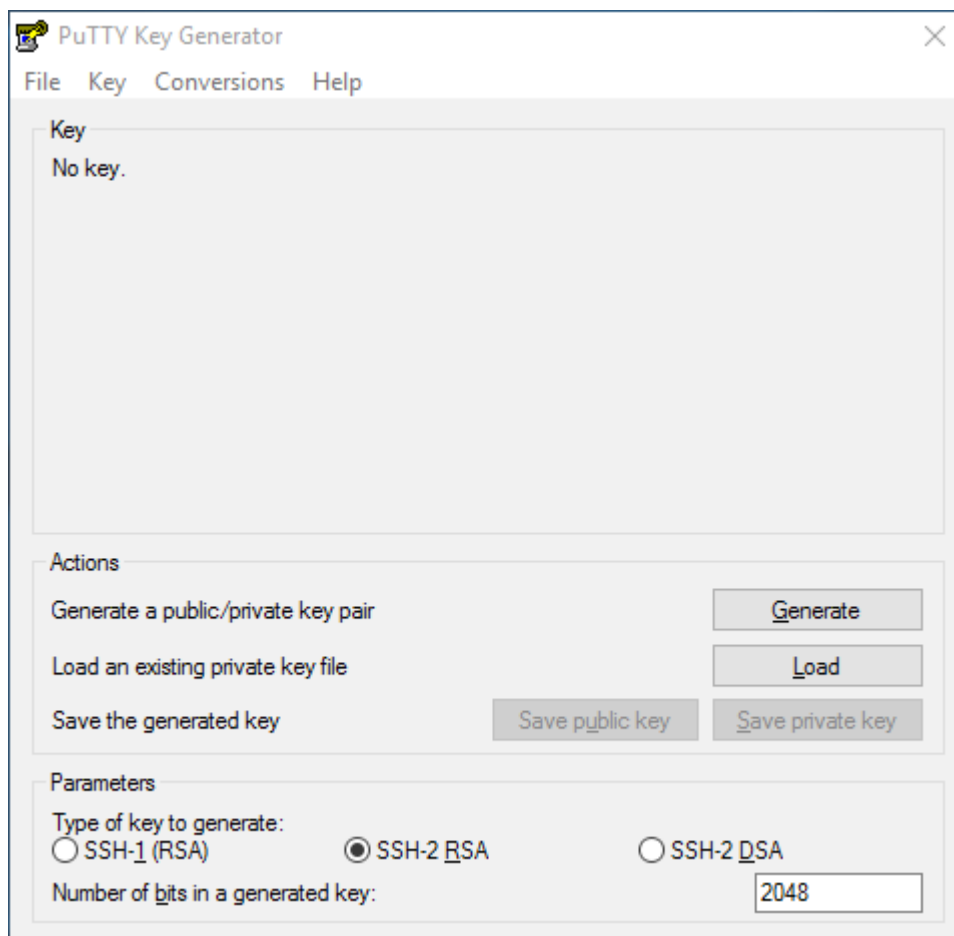 PuTTY Key Generator
File Key Conversions Help
Key
No key.
Actions
Generate a public/private key pair Generate
Load an existing private key file Load
Save the generated key Save public key Save private key
Parameters
Type of key to generate:
SSH-1 (RSA) SSH-2 RSA SSH-2 DSA
Number of bits in a generated key: 2048